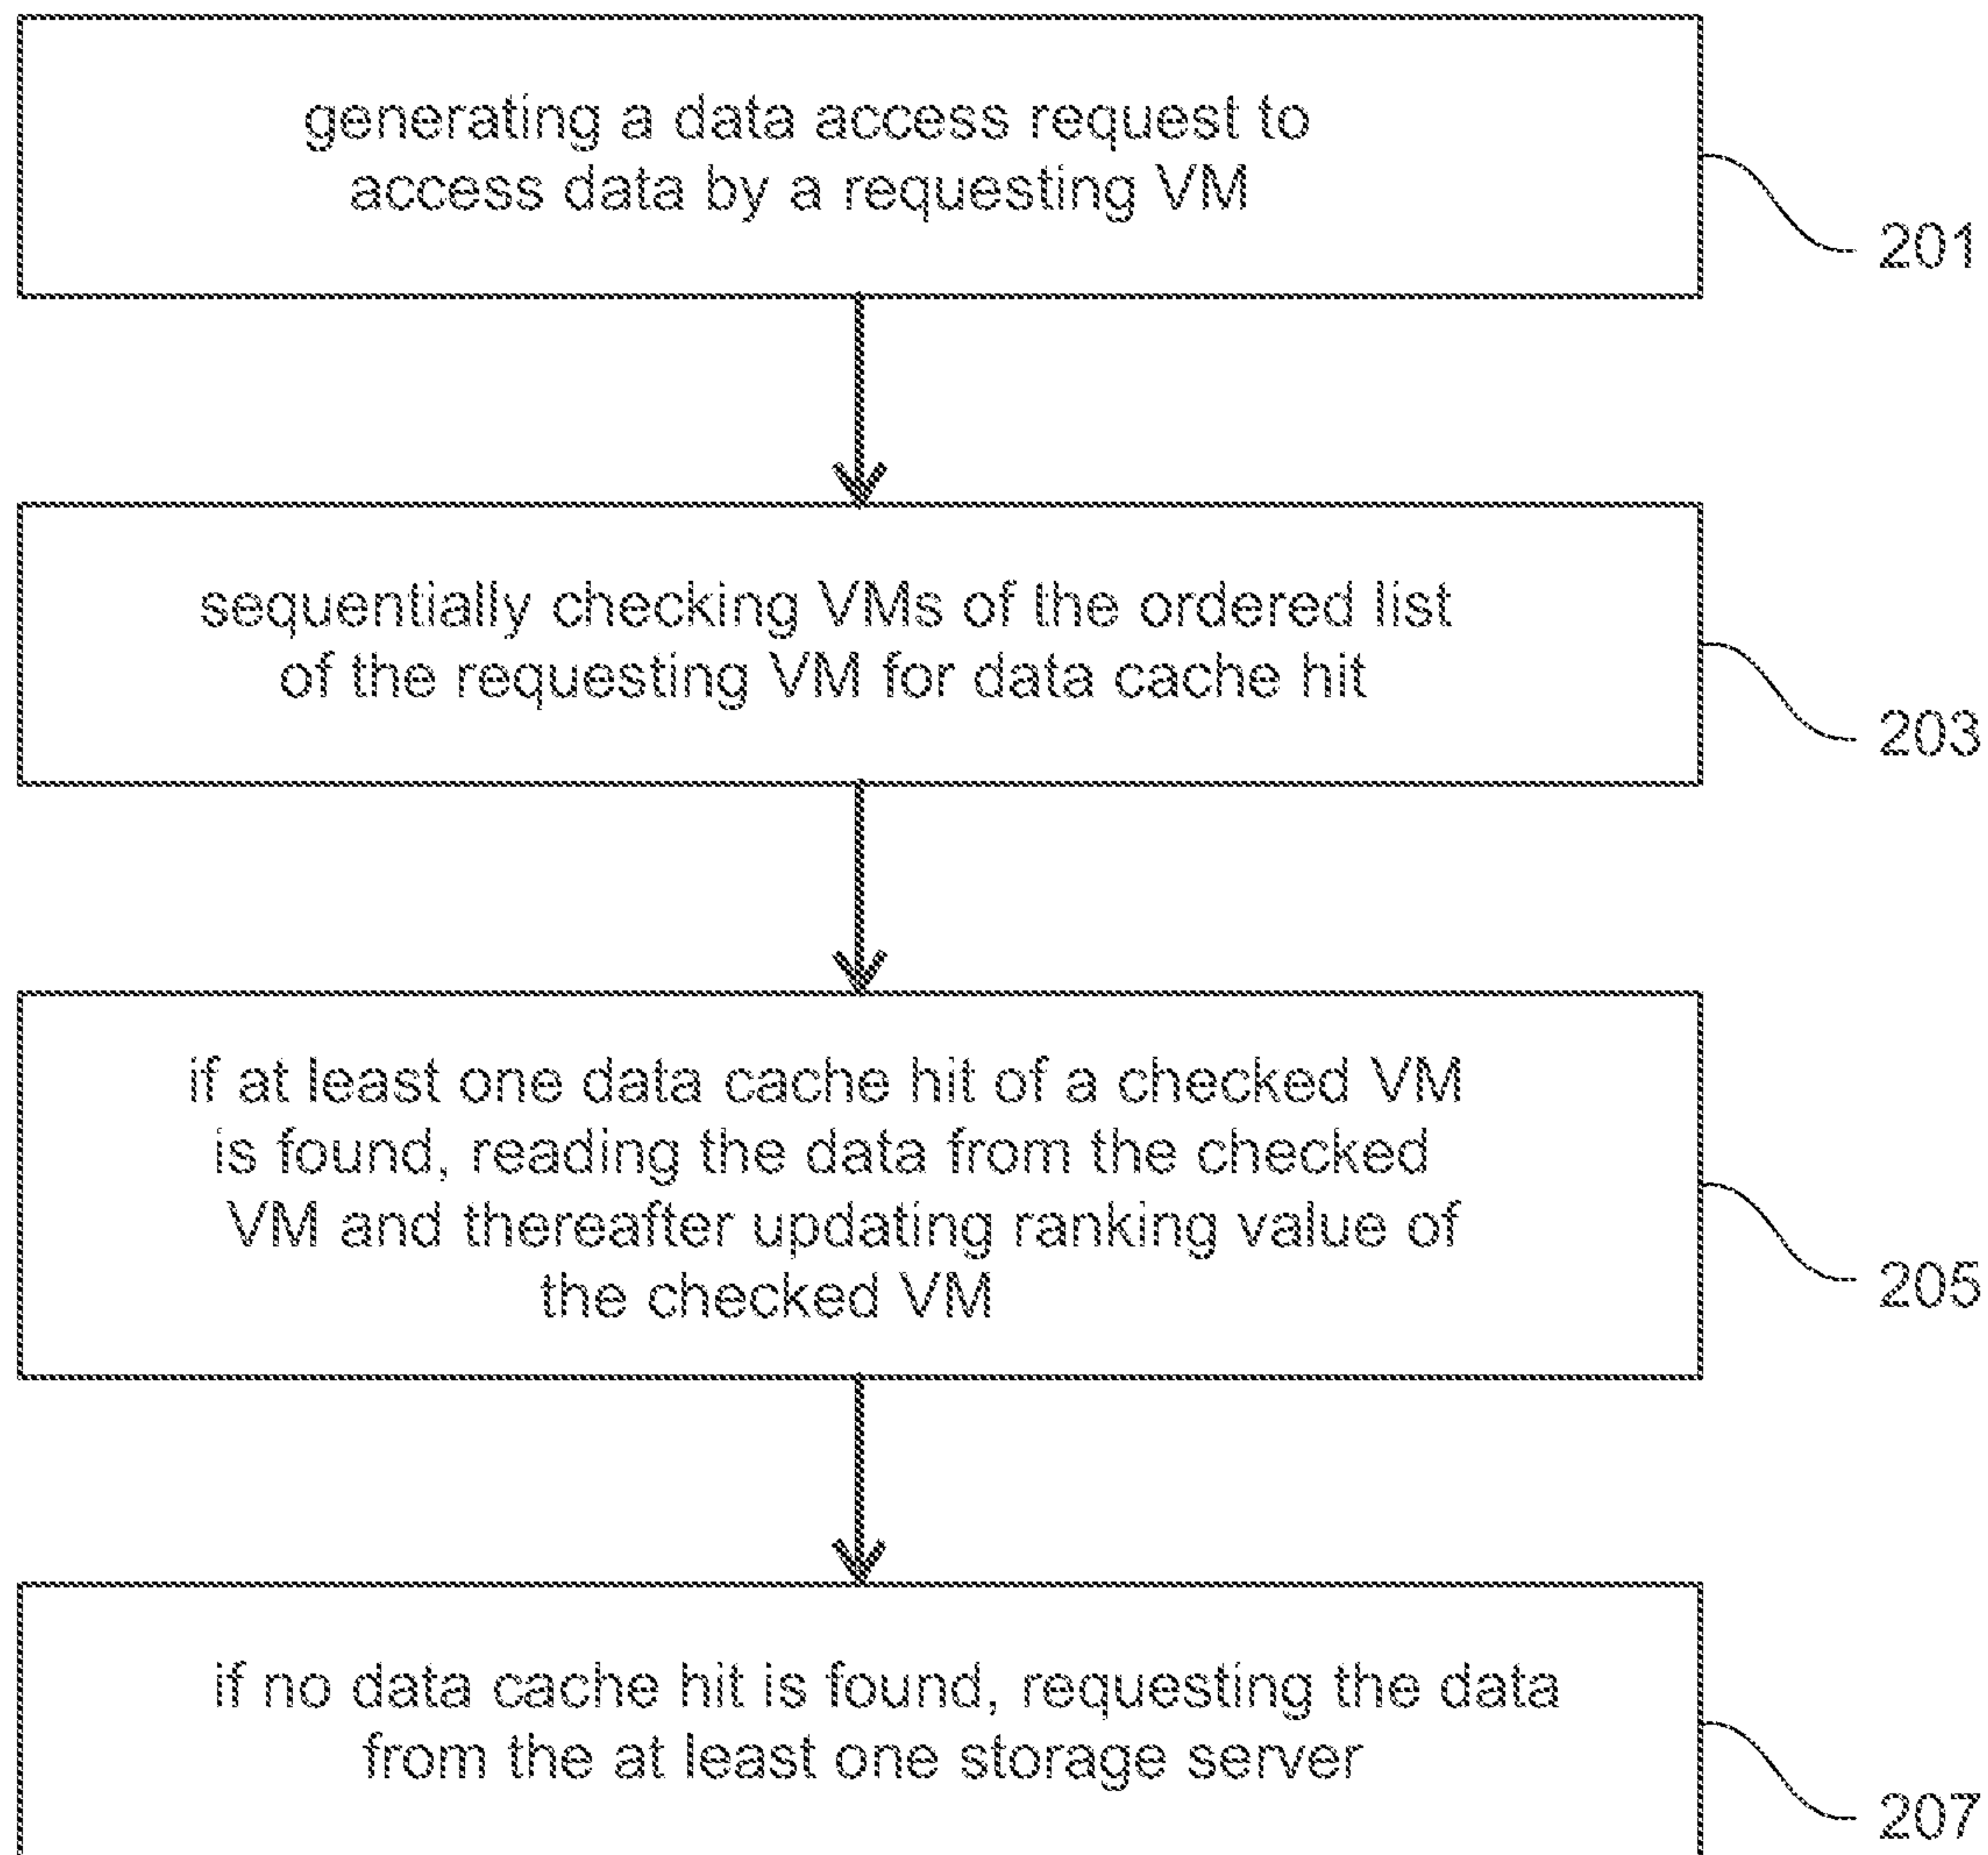 generating a data access request to
access data by a requesting VM
201
sequentially checking VMs of the ordered list
of the requesting VM for data cache hit
203
if at least one data cache hit of a checked VM
is found, reading the data from the checked
VM and thereafter updating ranking value of
the checked VM
205
if no data cache hit is found, requesting the data
from the at least one storage server
207